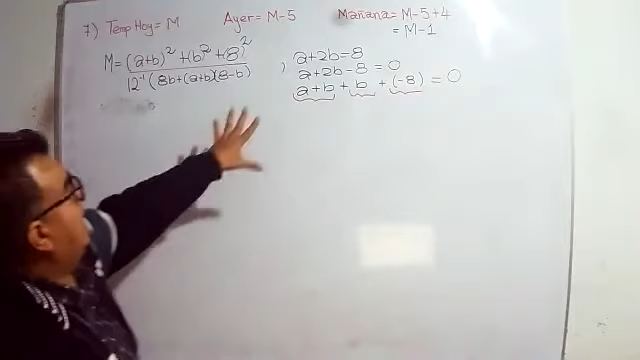 7) Temp Hoy = M Ayer = M-5 Mañana = M-5+4
= M-1
M = (a+b)² + (b)² + (8)²
12⁻¹ (8b+(a+b)(8-b)
, a+2b = 8
a+2b-8 = 0
a+b + b + (-8) = 0